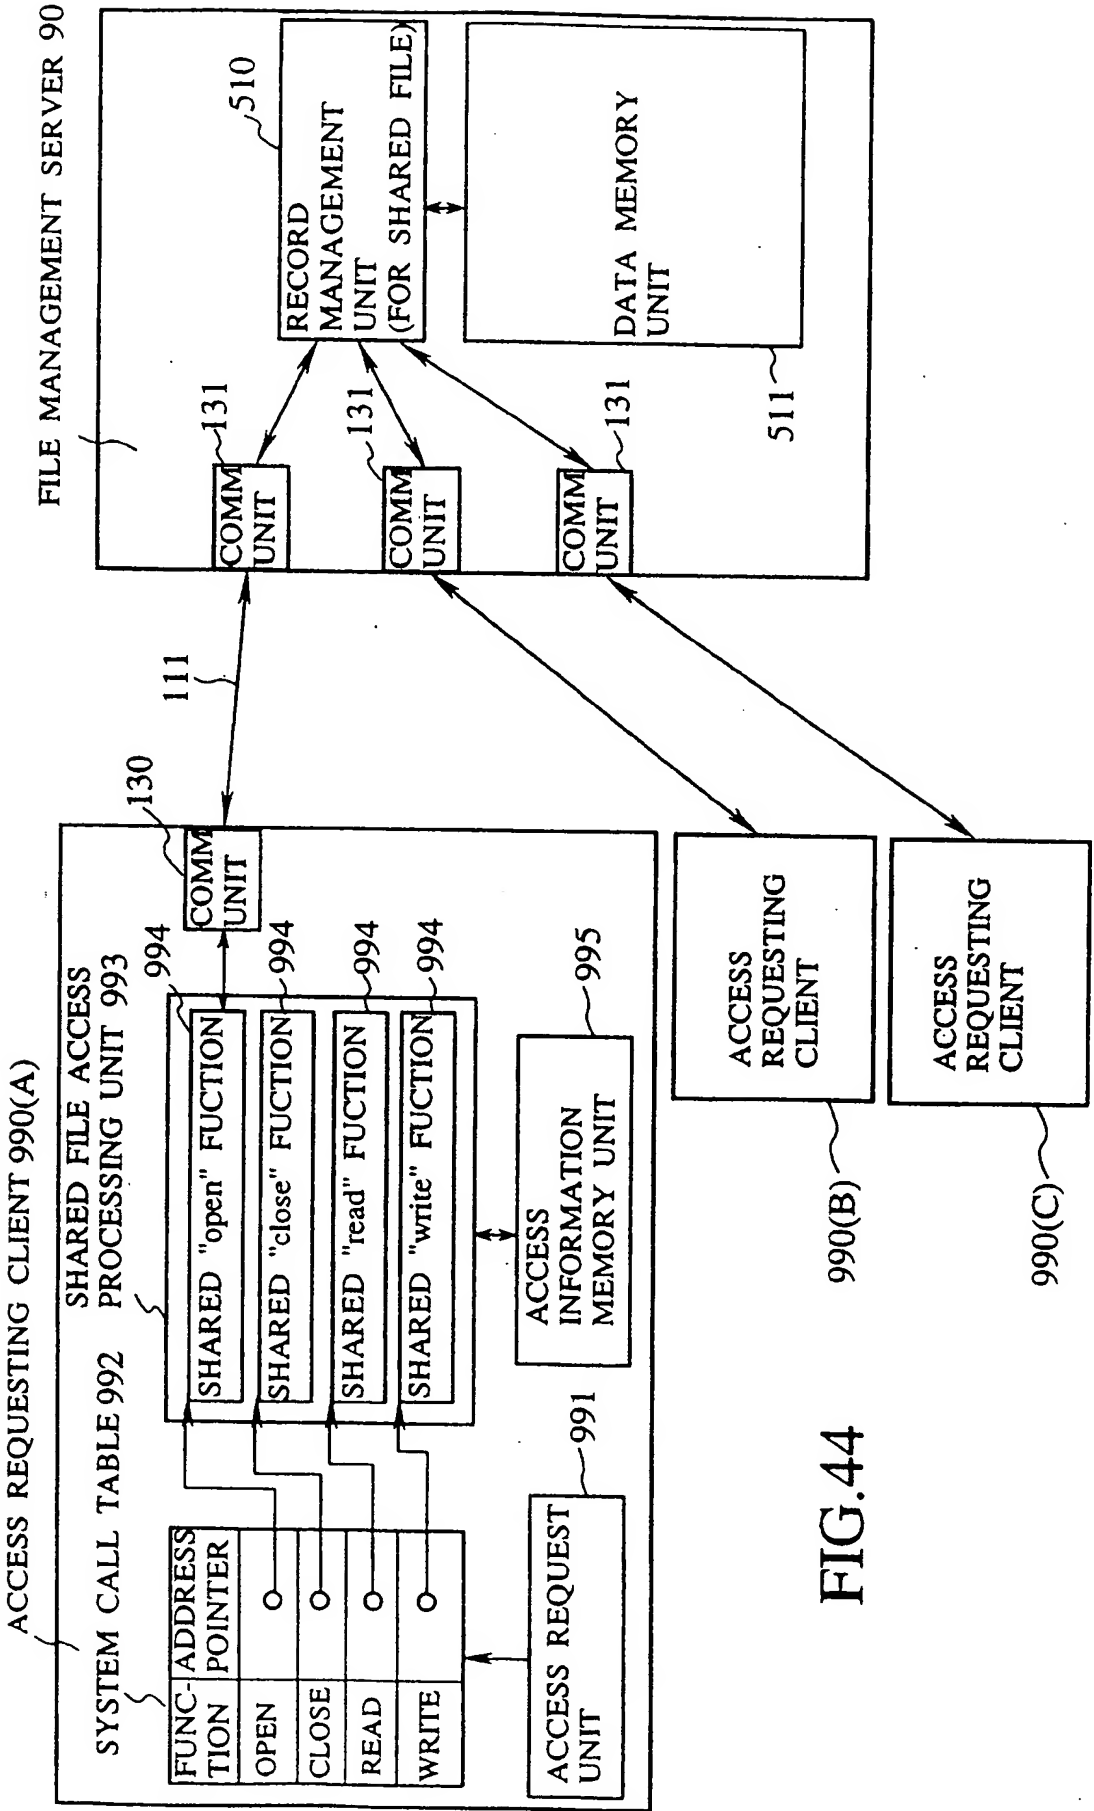 ACCESS REQUESTING CLIENT 990(A)
SYSTEM CALL TABLE 992
FUNC-
TION
ADDRESS
POINTER
OPEN
CLOSE
READ
WRITE
ACCESS REQUEST
UNIT
991
SHARED FILE ACCESS
PROCESSING UNIT 993
994
SHARED "open" FUCTION
994
SHARED "close" FUCTION
994
SHARED "read" FUCTION
994
SHARED "write" FUCTION
ACCESS
INFORMATION
MEMORY UNIT
995
130
COMM
UNIT
111
ACCESS
REQUESTING
CLIENT
990(B)
ACCESS
REQUESTING
CLIENT
990(C)
FILE MANAGEMENT SERVER 90
131
COMM
UNIT
131
COMM
UNIT
131
COMM
UNIT
510
RECORD
MANAGEMENT
UNIT
(FOR SHARED FILE)
DATA MEMORY
UNIT
511
FIG.44